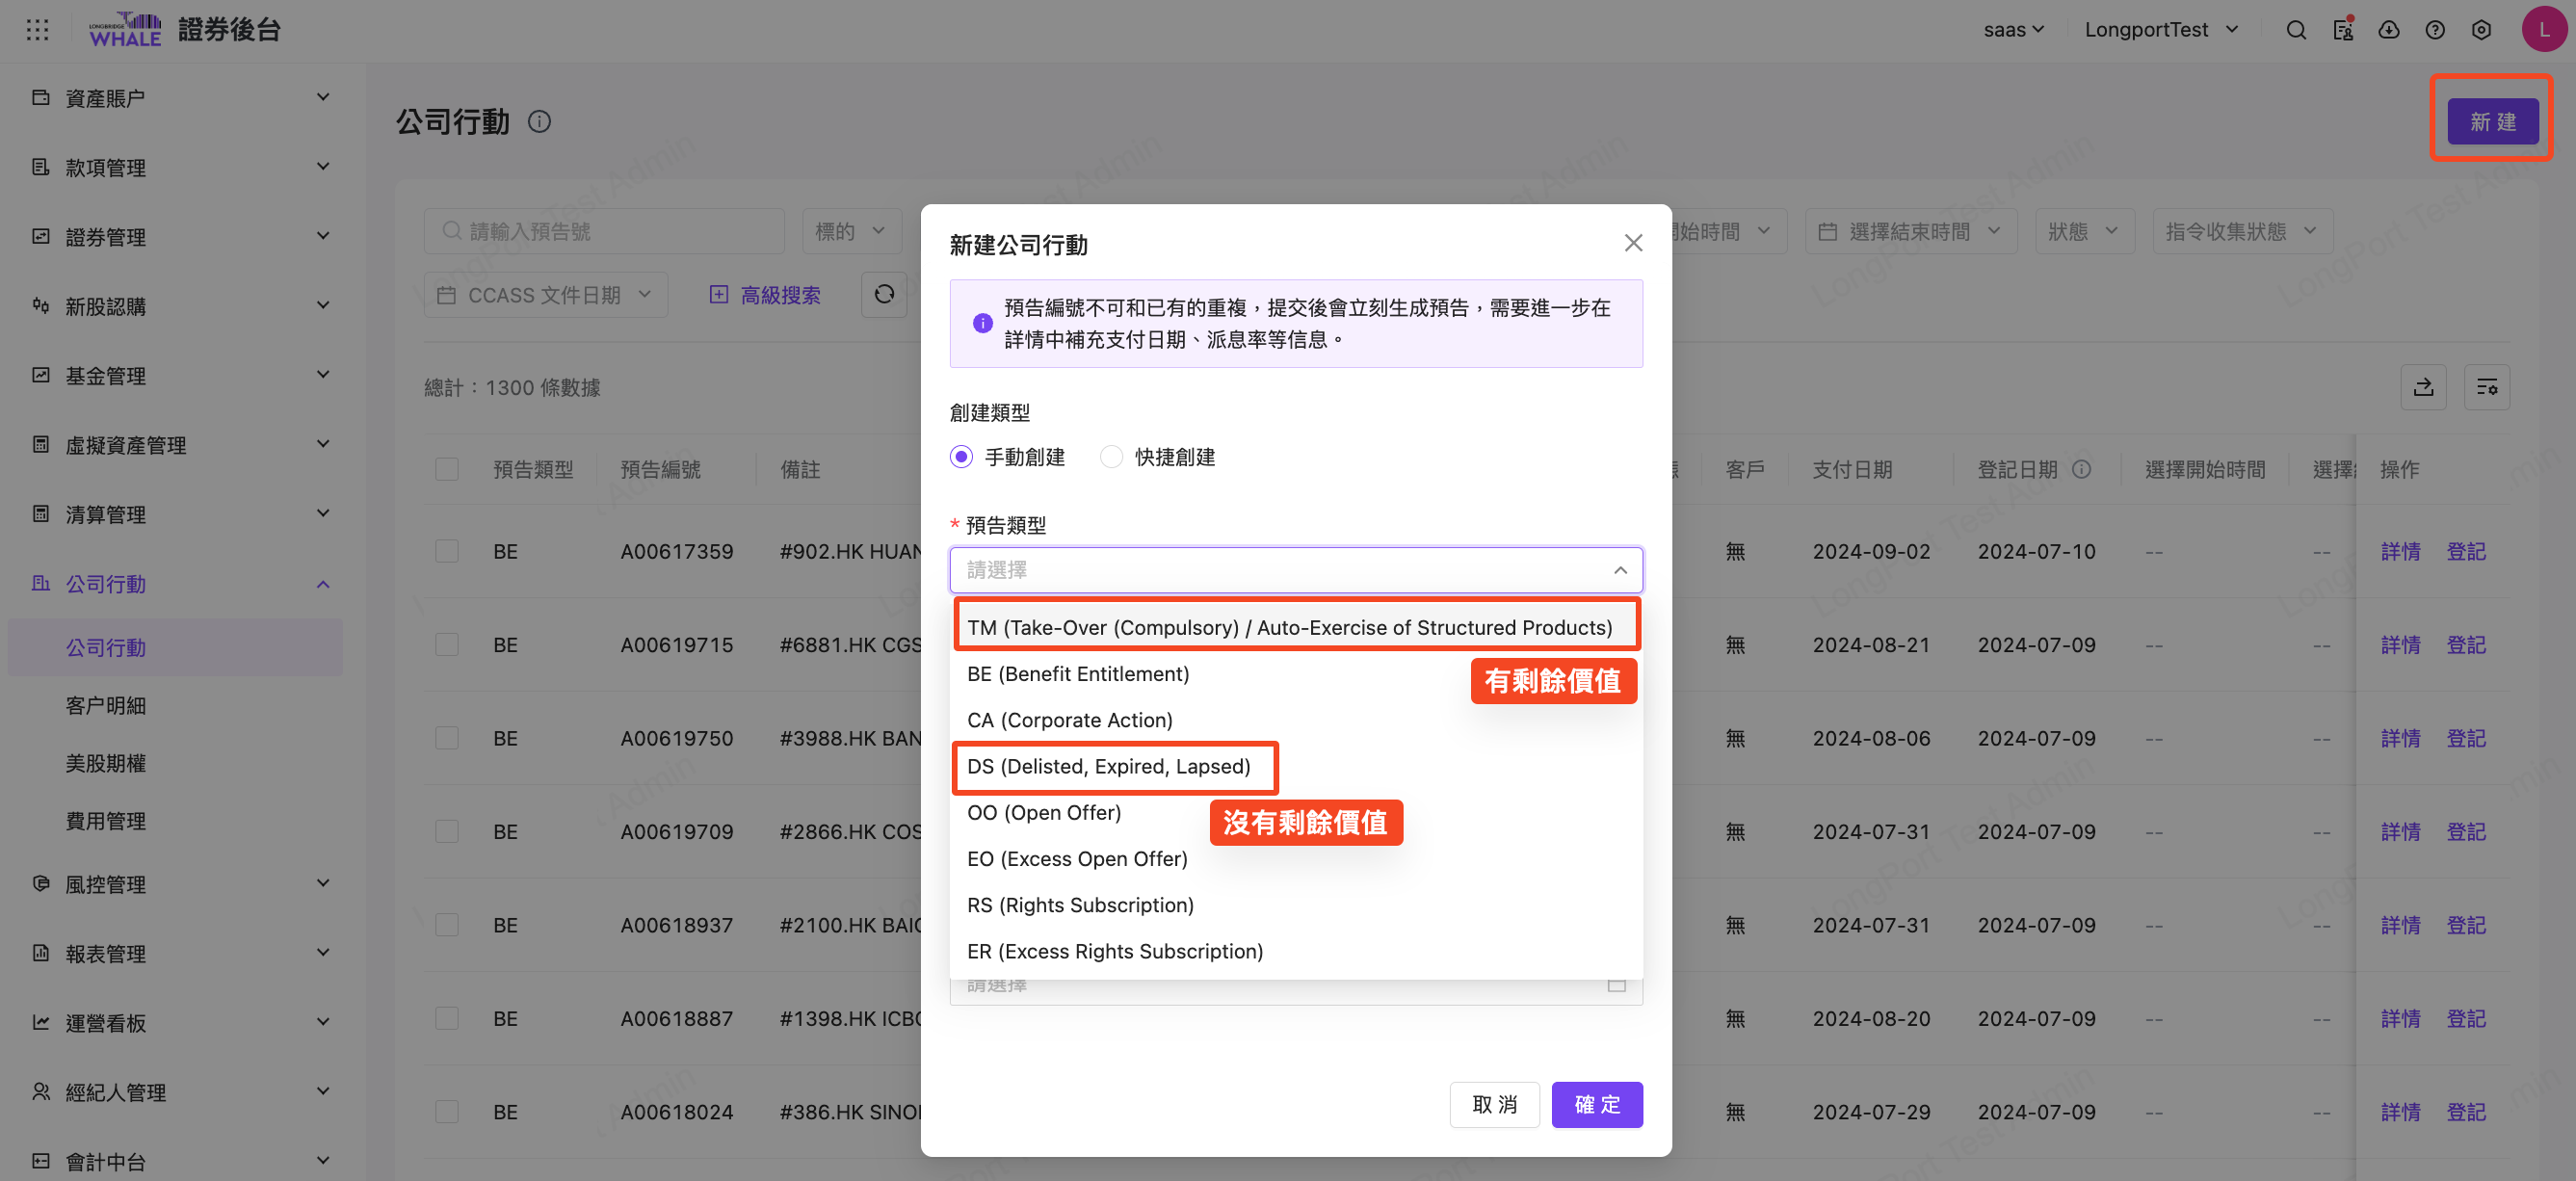 LONGBRIDGE
WHALE
證券後台
saas
LongportTest
L
資產賬户
款項管理
證券管理
新股認購
基金管理
虛擬資產管理
清算管理
公司行動
公司行動
客户明細
美股期權
費用管理
風控管理
報表管理
運營看板
經紀人管理
會計中台
公司行動
新 建
請輸入預告號
標的
始時間
選擇結束時間
狀態
指令收集狀態
CCASS 文件日期
高級搜索
總計：1300 條數據
預告類型 預告編號 備註 客戶 支付日期 登記日期 選擇開始時間 選擇 操作
BE A00617359 #902.HK HUAN 無 2024-09-02 2024-07-10 -- -- 詳情 登記
BE A00619715 #6881.HK CGS 無 2024-08-21 2024-07-09 -- -- 詳情 登記
BE A00619750 #3988.HK BAN 無 2024-08-06 2024-07-09 -- -- 詳情 登記
BE A00619709 #2866.HK COS 無 2024-07-31 2024-07-09 -- -- 詳情 登記
BE A00618937 #2100.HK BAIO 無 2024-07-31 2024-07-09 -- -- 詳情 登記
BE A00618887 #1398.HK ICBC 無 2024-08-20 2024-07-09 -- -- 詳情 登記
BE A00618024 #386.HK SINO 無 2024-07-29 2024-07-09 -- -- 詳情 登記
新建公司行動
預告編號不可和已有的重複，提交後會立刻生成預告，需要進一步在
詳情中補充支付日期、派息率等信息。
創建類型
手動創建
快捷創建
* 預告類型
請選擇
TM (Take-Over (Compulsory) / Auto-Exercise of Structured Products)
BE (Benefit Entitlement)
有剩餘價值
CA (Corporate Action)
DS (Delisted, Expired, Lapsed)
OO (Open Offer)
沒有剩餘價值
EO (Excess Open Offer)
RS (Rights Subscription)
ER (Excess Rights Subscription)
請選擇
取 消
確 定
LongPort Test Admin